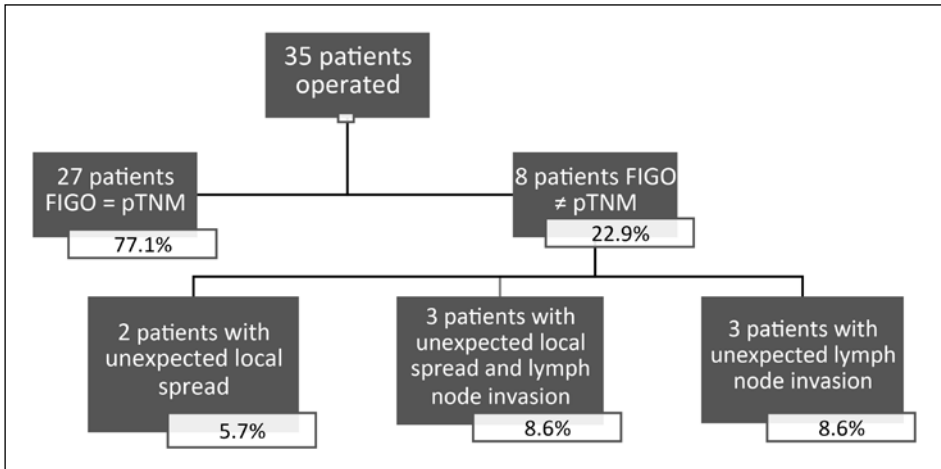 35 patients
operated
27 patients
FIGO = pTNM
77.1%
8 patients FIGO
≠ pTNM
22.9%
2 patients with
unexpected local
spread
5.7%
3 patients with
unexpected local
spread and lymph
node invasion
8.6%
3 patients with
unexpected lymph
node invasion
8.6%